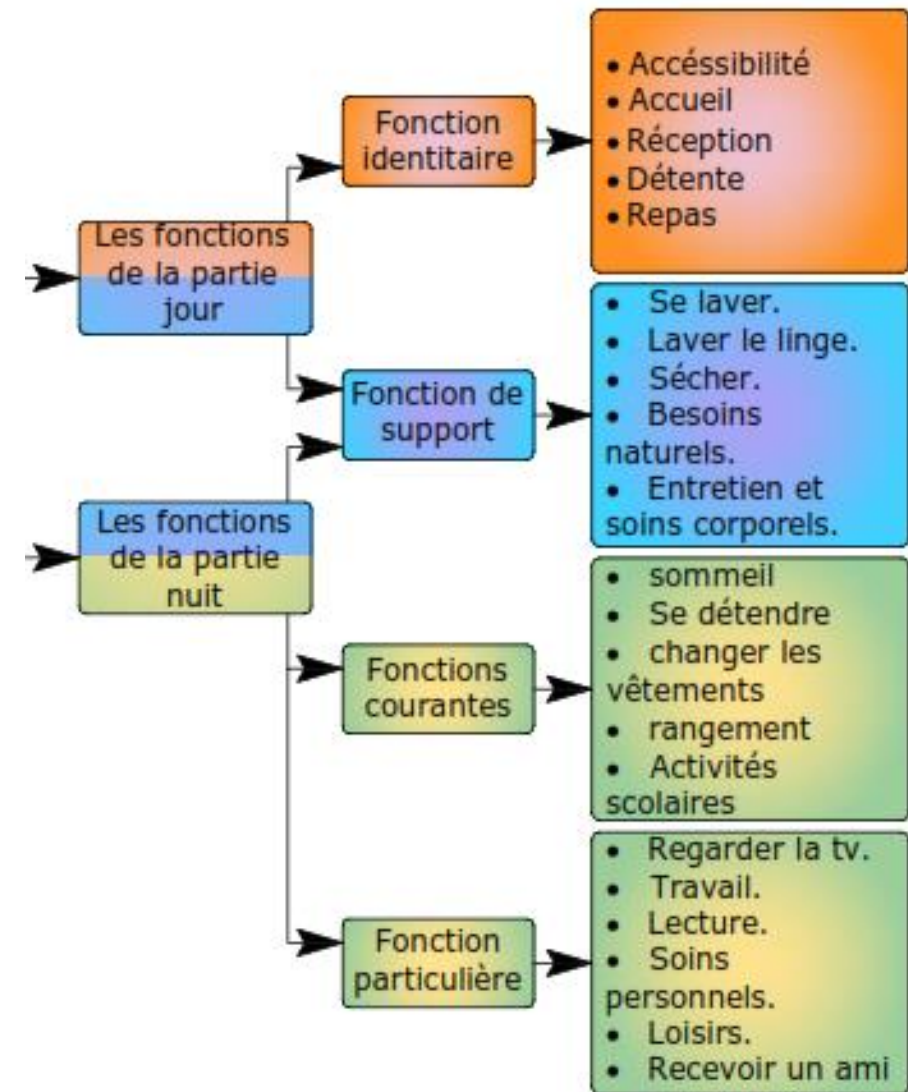 Les fonctions
de la partie
jour
Fonction
identitaire
• Accéssibilité
• Accueil
• Réception
• Détente
• Repas
Fonction de
support
• Se laver.
• Laver le linge.
• Sécher.
• Besoins
naturels.
• Entretien et
soins corporels.
Les fonctions
de la partie
nuit
Fonctions
courantes
• sommeil
• Se détendre
• changer les
vêtements
• rangement
• Activités
scolaires
Fonction
particulière
• Regarder la tv.
• Travail.
• Lecture.
• Soins
personnels.
• Loisirs.
• Recevoir un ami